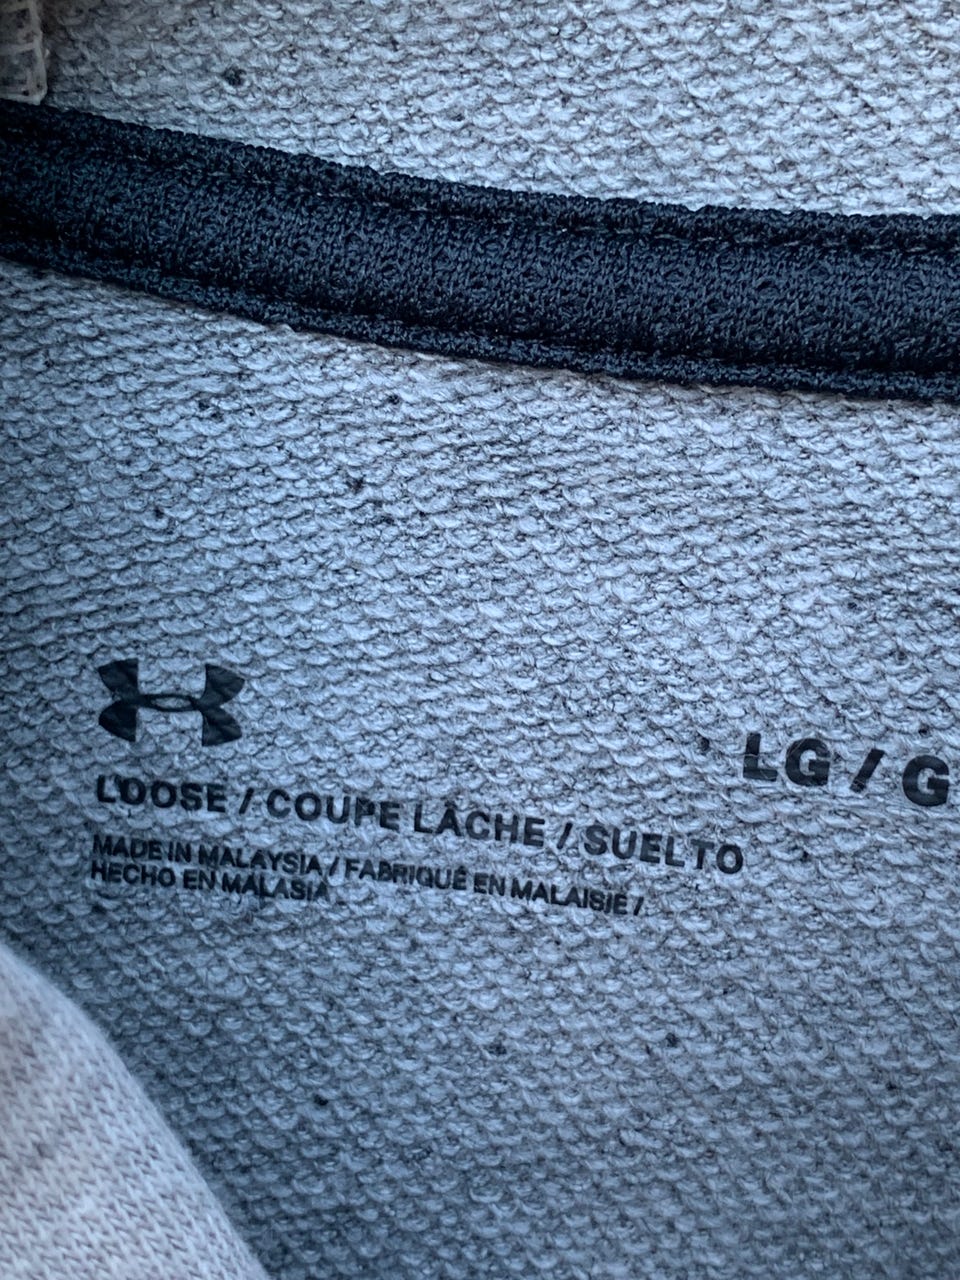 LG / G
LOOSE / COUPE LÂCHE / SUELTO
MADE IN MALAYSIA / FABRIQUÉ EN MALAISIE /
HECHO EN MALASIA